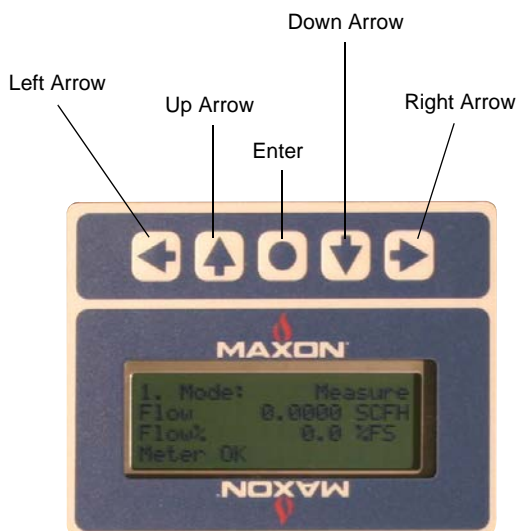 Down Arrow
Left Arrow
Up Arrow
Right Arrow
Enter
MAXON
1. Mode: Measure
Flow 0.0000 SCFH
Flow% 0.0 %FS
Meter OK
MAXON